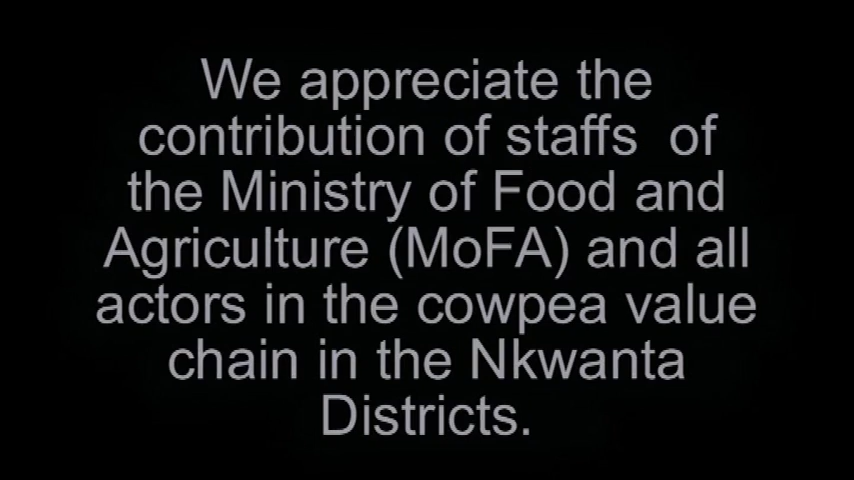 We appreciate the
contribution of staffs  of
the Ministry of Food and
Agriculture (MoFA) and all
actors in the cowpea value
chain in the Nkwanta
Districts.